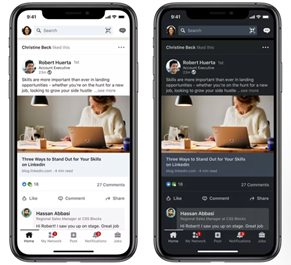 9:41
Search
Christine Beck liked this
Robert Huerta 1st
Account Executive
23m
Skills are more important than ever in landing
opportunities - whether you're on the hunt for a new
job, looking to grow your side hustle ...see more
Three Ways to Stand Out for Your Skills
on LinkedIn
blog.linkedin.com · 4 min read
18 27 Comments
Like Comment Share
Hassan Abbasi
Regional Sales Manager at CSS Blocks
Robert! I saw you up on stage. Great job.
Home My Network Post Notifications Jobs
9:41
Search
Christine Beck liked this
Robert Huerta 1st
Account Executive
23m
Skills are more important than ever in landing
opportunities - whether you're on the hunt for a new
job, looking to grow your side hustle ...see more
Three Ways to Stand Out for Your Skills
on LinkedIn
blog.linkedin.com · 4 min read
18 27 Comments
Like Comment Share
Hassan Abbasi
Regional Sales Manager at CSS Blocks
Robert! I saw you up on stage. Great job.
Home My Network Post Notifications Jobs